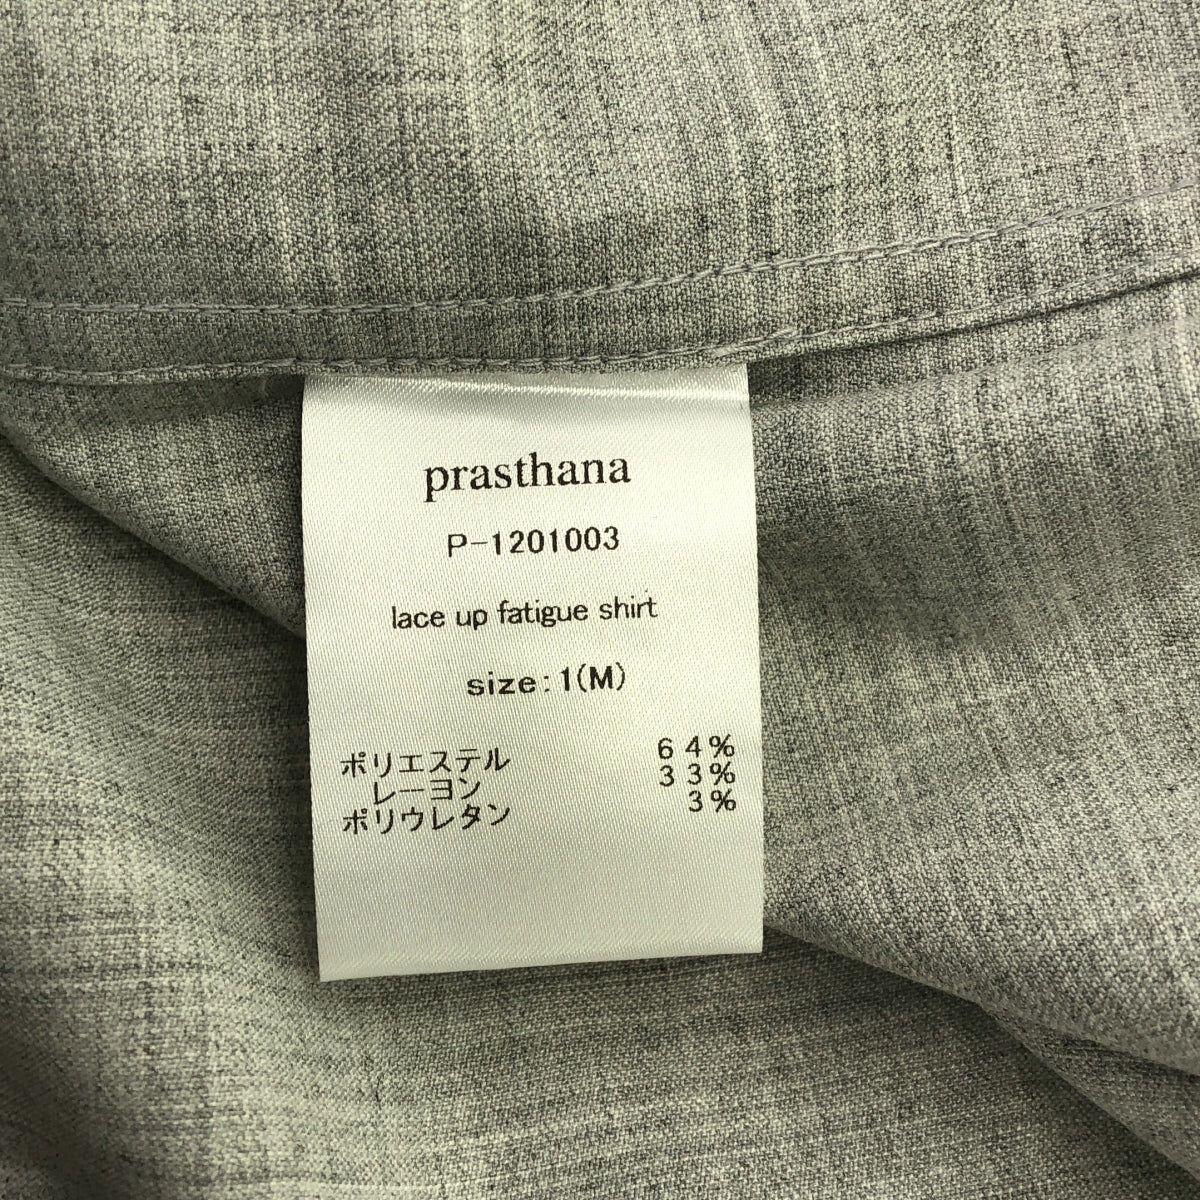 prasthana
P-1201003
lace up fatigue shirt
size:1(M)
ポリエステル 64%
レーヨン 33%
ポリウレタン 3%